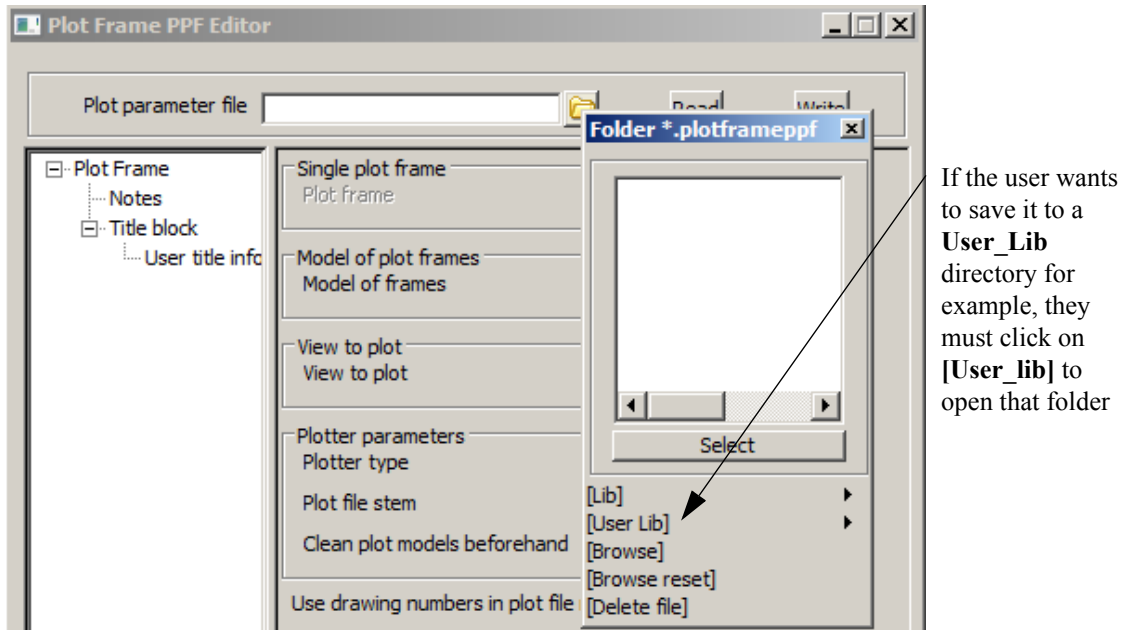 Plot Frame PPF Editor
Plot parameter file
Read
Write
Folder *.plotframeppf
Plot Frame
Notes
Title block
User title info
Single plot frame
Plot frame
Model of plot frames
Model of frames
View to plot
View to plot
Plotter parameters
Plotter type
Plot file stem
Clean plot models beforehand
Use drawing numbers in plot file
Select
[Lib]
[User Lib]
[Browse]
[Browse reset]
[Delete file]
If the user wants
to save it to a
User_Lib
directory for
example, they
must click on
[User_lib] to
open that folder